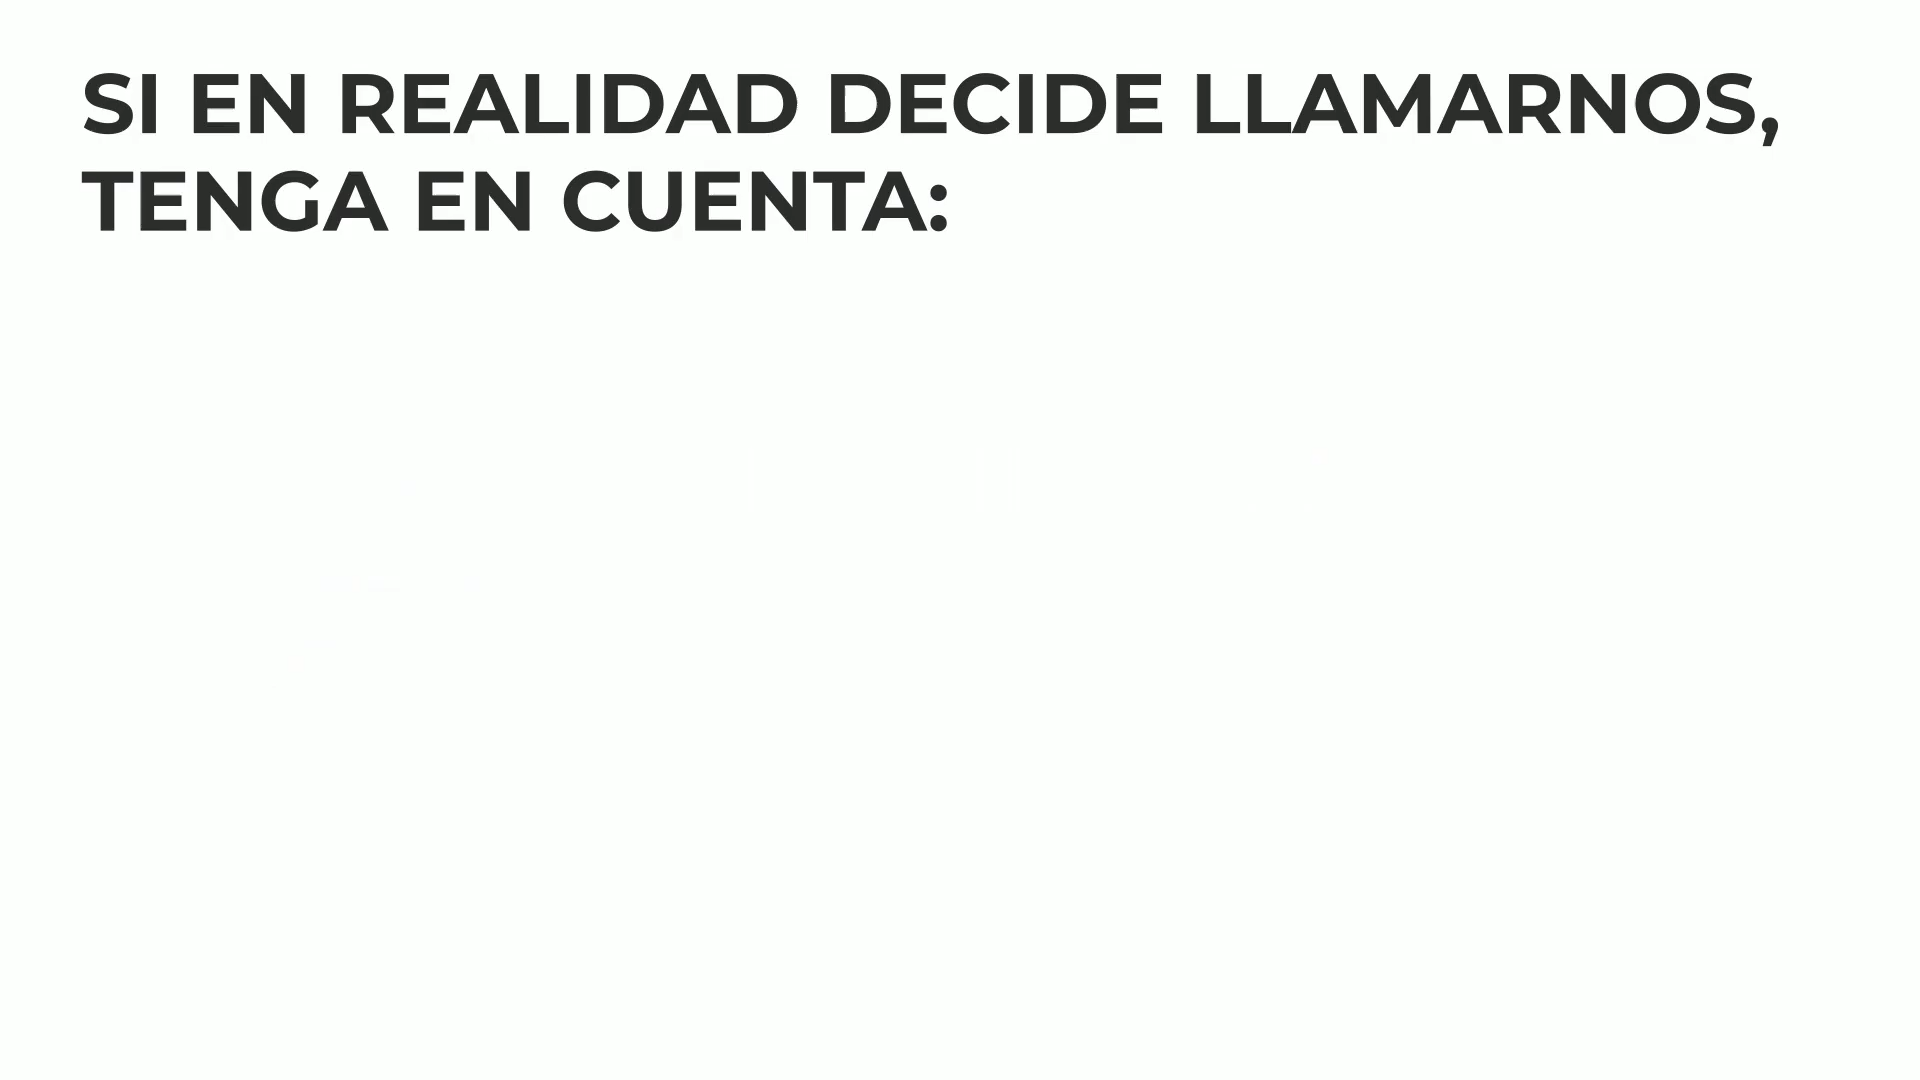 SI EN REALIDAD DECIDE LLAMARNOS,
TENGA EN CUENTA: